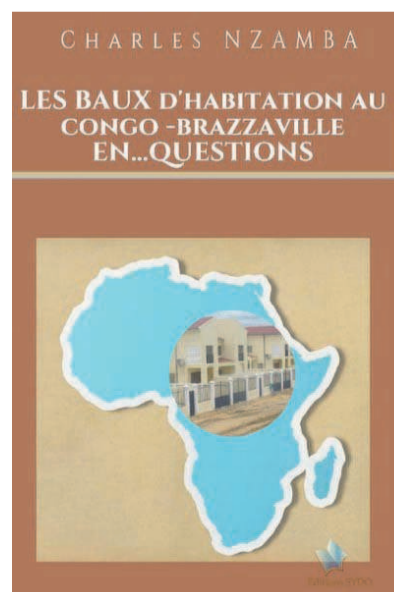 Charles NZAMBA
LES BAUX D'HABITATION AU
CONGO -BRAZZAVILLE
EN...QUESTIONS